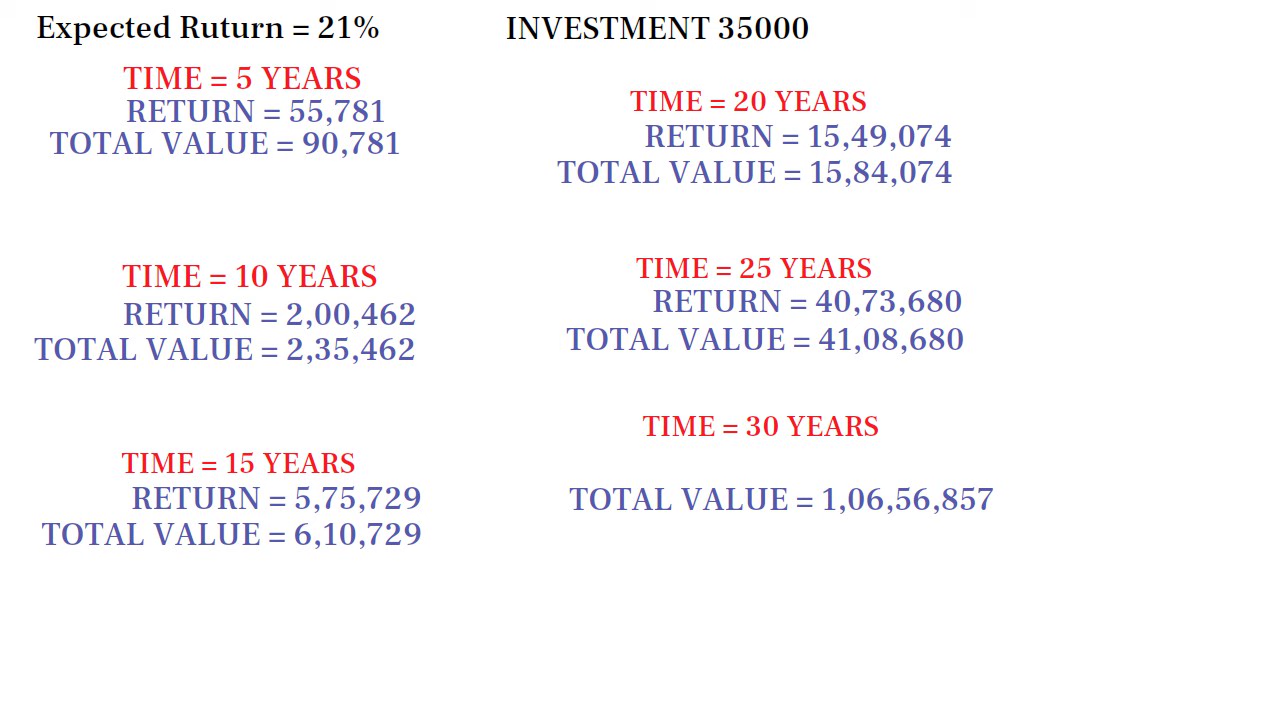 Expected Ruturn = 21%
TIME = 5 YEARS
RETURN = 55,781
TOTAL VALUE = 90,781
TIME = 10 YEARS
RETURN = 2,00,462
TOTAL VALUE = 2,35,462
TIME = 15 YEARS
RETURN = 5,75,729
TOTAL VALUE = 6,10,729
INVESTMENT 35000
TIME = 20 YEARS
RETURN = 15,49,074
TOTAL VALUE = 15,84,074
TIME = 25 YEARS
RETURN = 40,73,680
TOTAL VALUE = 41,08,680
TIME = 30 YEARS
TOTAL VALUE = 1,06,56,857